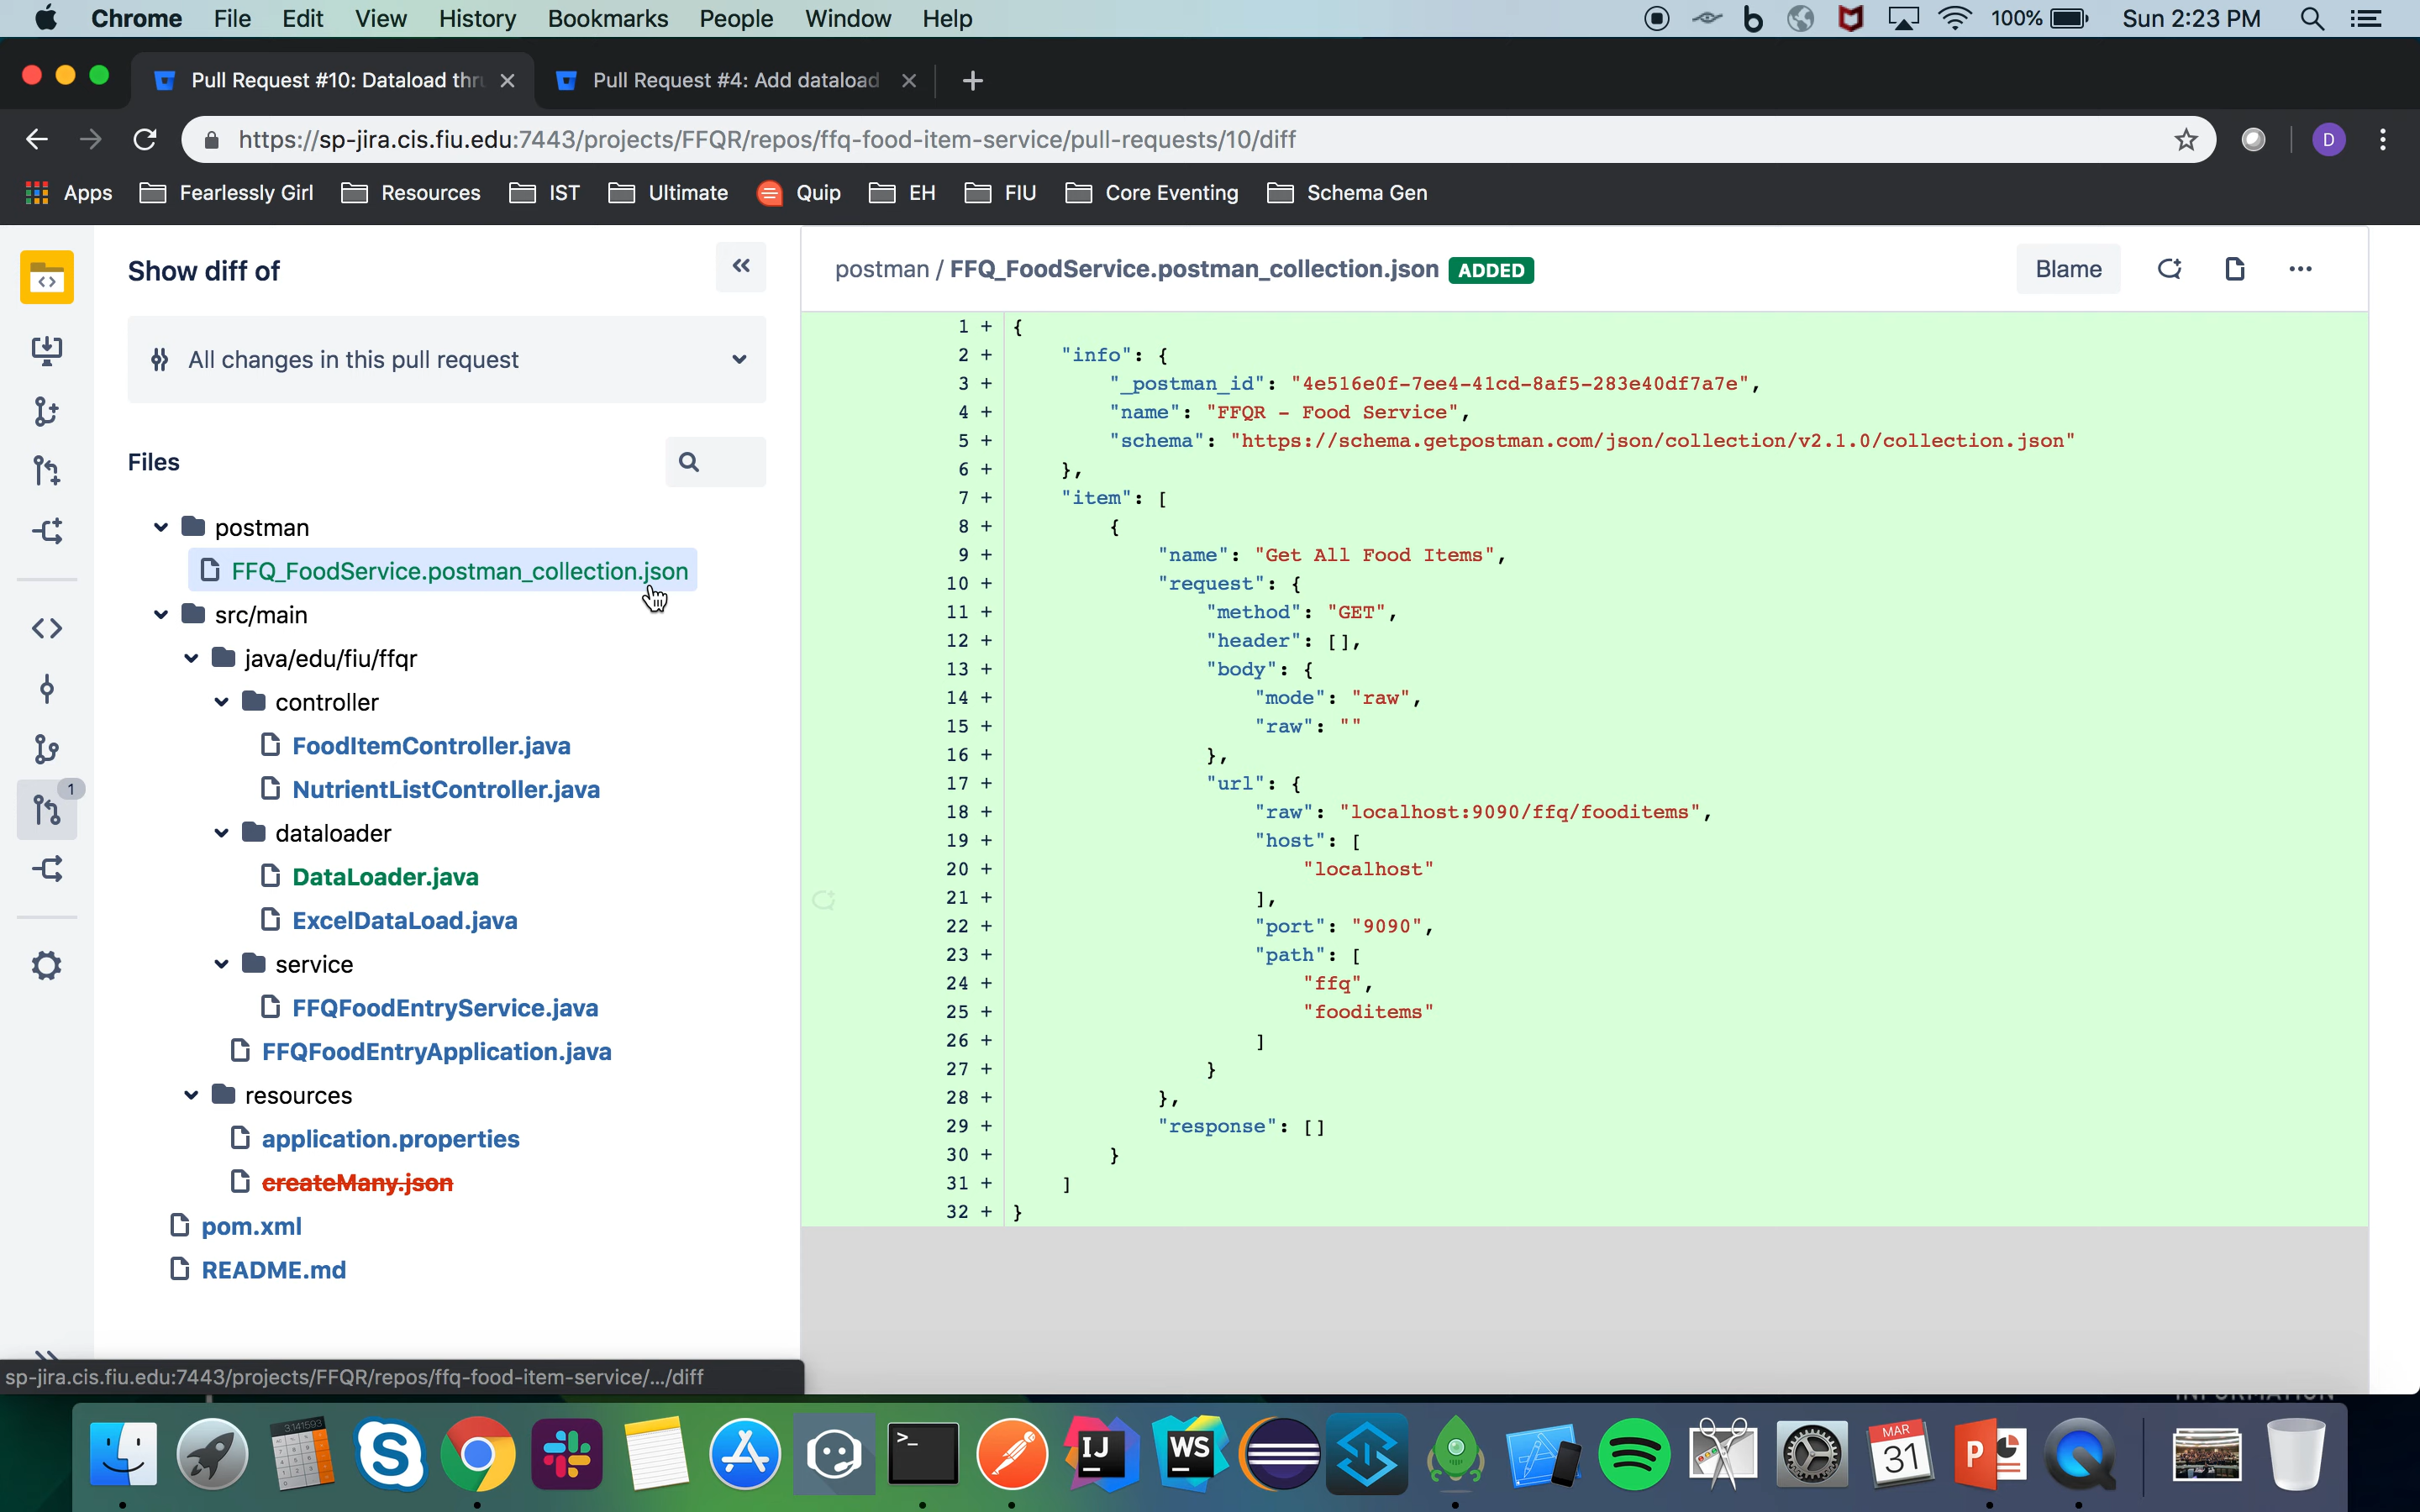 Chrome File Edit View History Bookmarks People Window Help 100% Sun 2:23 PM
Pull Request #10: Dataload thru Pull Request #4: Add dataload
https://sp-jira.cis.fiu.edu:7443/projects/FFQR/repos/ffq-food-item-service/pull-requests/10/diff D
Apps Fearlessly Girl Resources IST Ultimate Quip EH FIU Core Eventing Schema Gen
Show diff of
All changes in this pull request
Files
postman
FFQ_FoodService.postman_collection.json
src/main
java/edu/fiu/ffqr
controller
FoodItemController.java
NutrientListController.java
dataloader
DataLoader.java
ExcelDataLoad.java
service
FFQFoodEntryService.java
FFQFoodEntryApplication.java
resources
application.properties
createMany.json
pom.xml
README.md
1
sp-jira.cis.fiu.edu:7443/projects/FFQR/repos/ffq-food-item-service/.../diff
postman / FFQ_FoodService.postman_collection.json ADDED Blame
1 + {
2 + "info": {
3 + "_postman_id": "4e516e0f-7ee4-41cd-8af5-283e40df7a7e",
4 + "name": "FFQR - Food Service",
5 + "schema": "https://schema.getpostman.com/json/collection/v2.1.0/collection.json"
6 + },
7 + "item": [
8 + {
9 + "name": "Get All Food Items",
10 + "request": {
11 + "method": "GET",
12 + "header": [],
13 + "body": {
14 + "mode": "raw",
15 + "raw": ""
16 + },
17 + "url": {
18 + "raw": "localhost:9090/ffq/fooditems",
19 + "host": [
20 + "localhost"
21 + ],
22 + "port": "9090",
23 + "path": [
24 + "ffq",
25 + "fooditems"
26 + ]
27 + }
28 + },
29 + "response": []
30 + }
31 + ]
32 + }
3.141593
IJ
WS
MAR
31
P